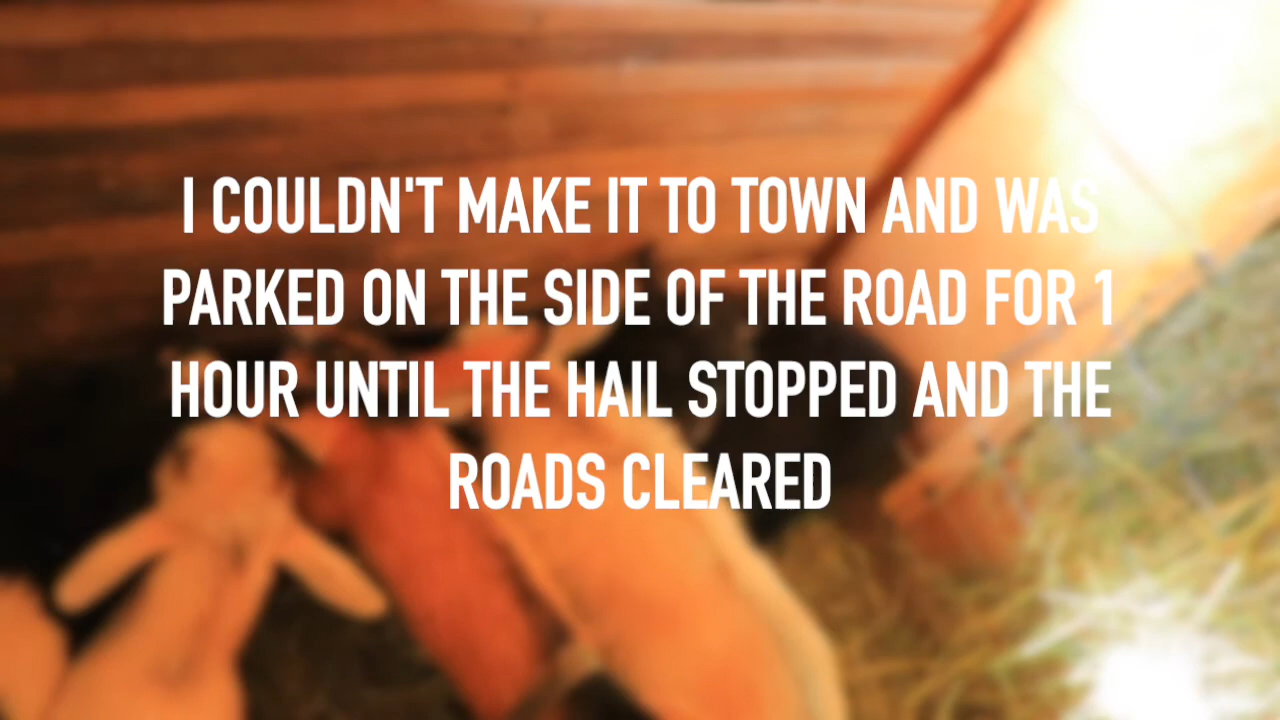 I COULDN'T MAKE IT TO TOWN AND WAS
PARKED ON THE SIDE OF THE ROAD FOR 1
HOUR UNTIL THE HAIL STOPPED AND THE
ROADS CLEARED